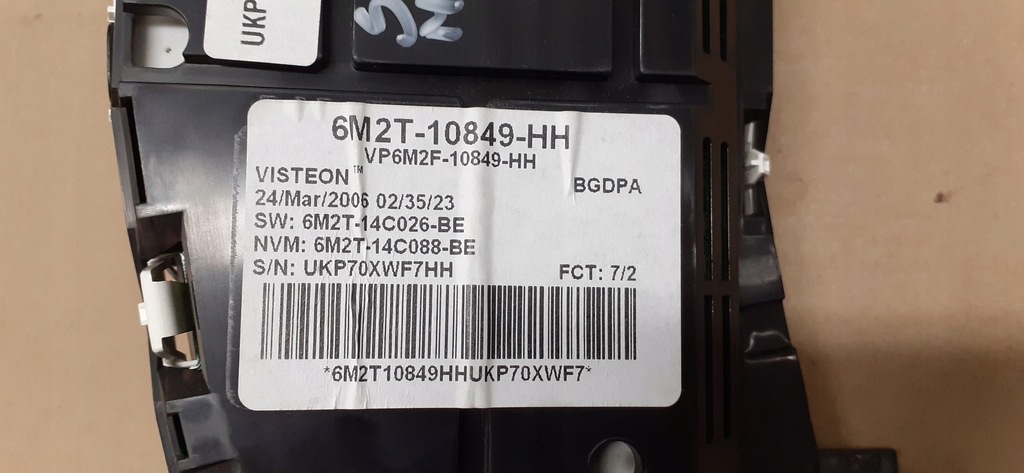 UKP
6M2T-10849-HH
VP6M2F-10849-HH
VISTEON™
BGDPA
24/Mar/2006 02/35/23
SW: 6M2T-14C026-BE
NVM: 6M2T-14C088-BE
S/N: UKP70XWF7HH FCT: 7/2
*6M2T10849HHUKP70XWF7*